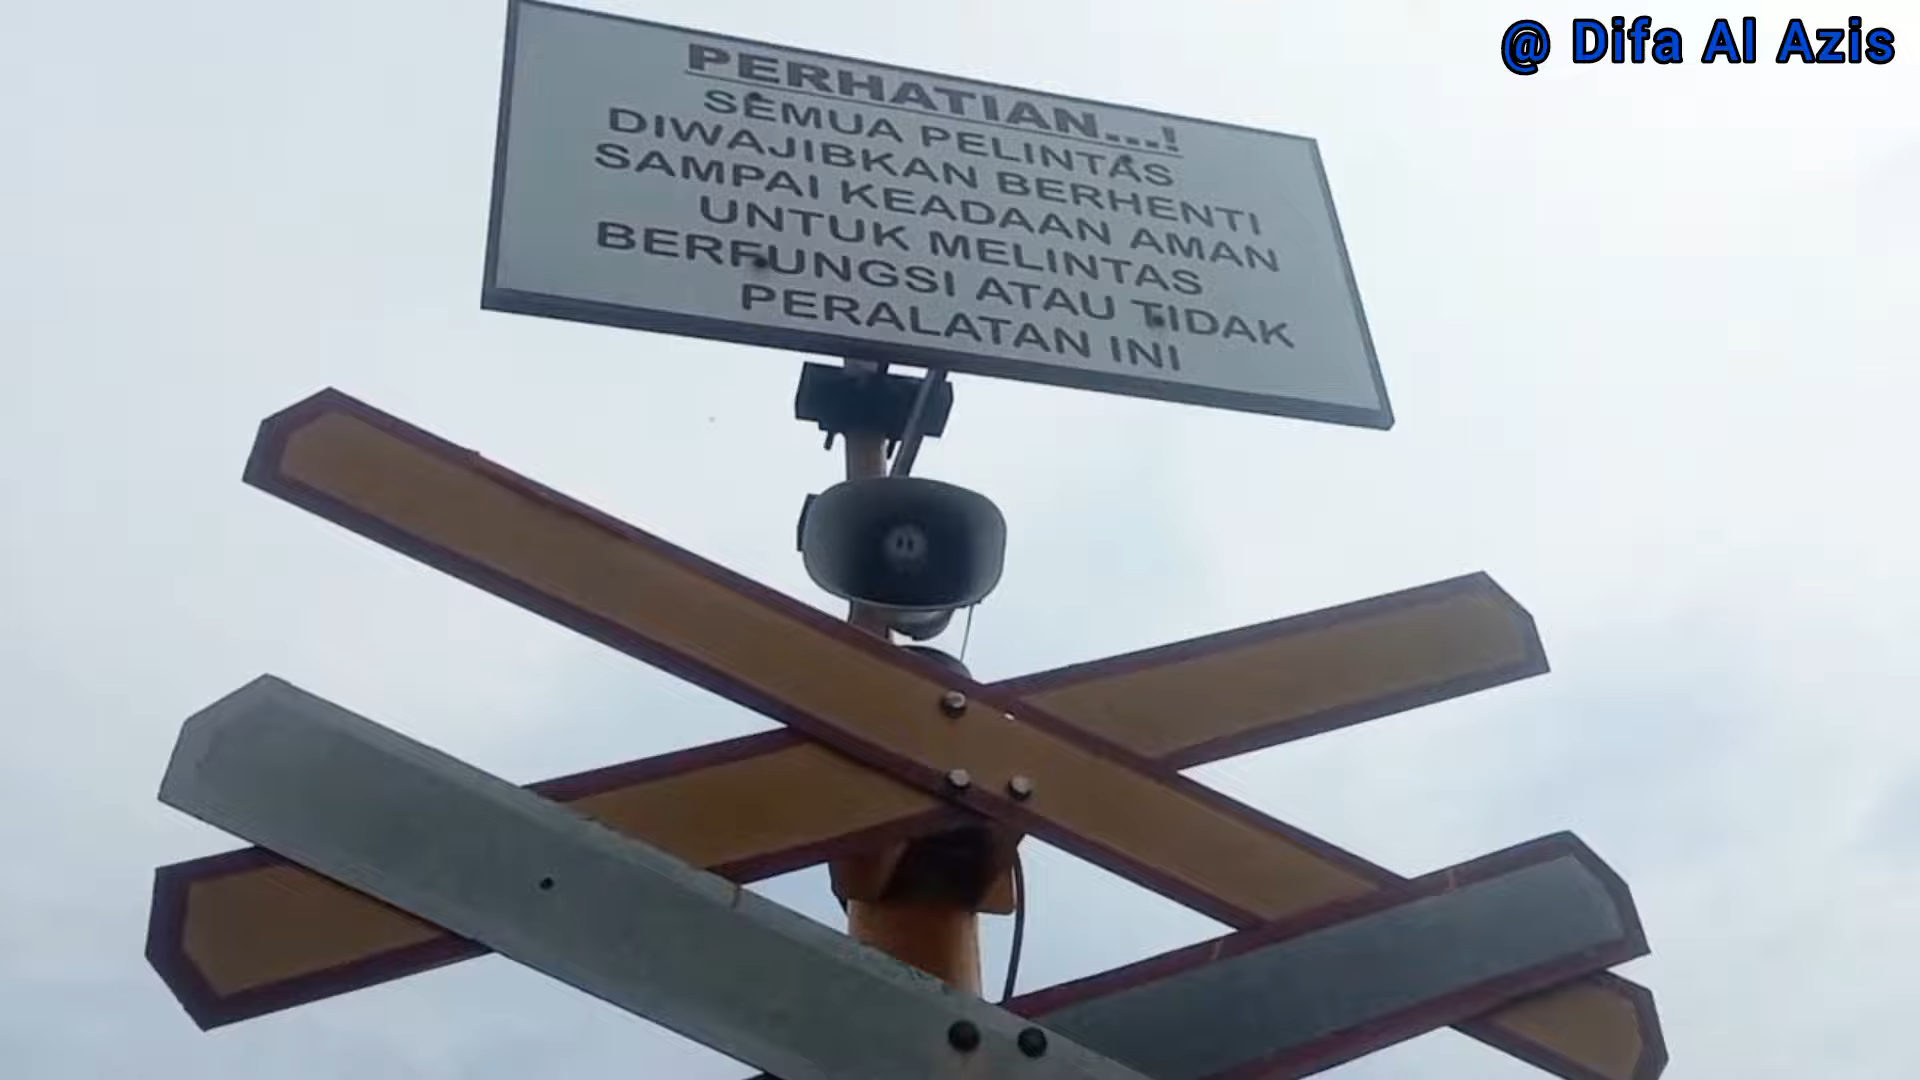 @ Difa Al Azis
PERHATIAN...!
SEMUA PELINTAS
DIWAJIBKAN BERHENTI
SAMPAI KEADAAN AMAN
UNTUK MELINTAS
BERFUNGSI ATAU TIDAK
PERALATAN INI